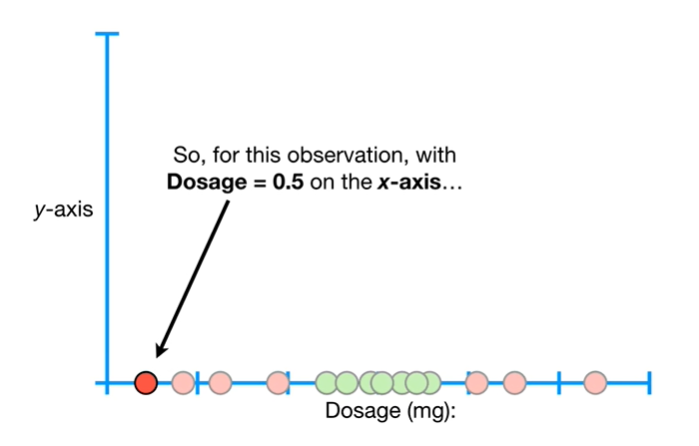 So, for this observation, with
Dosage = 0.5 on the x-axis…
y-axis
Dosage (mg):